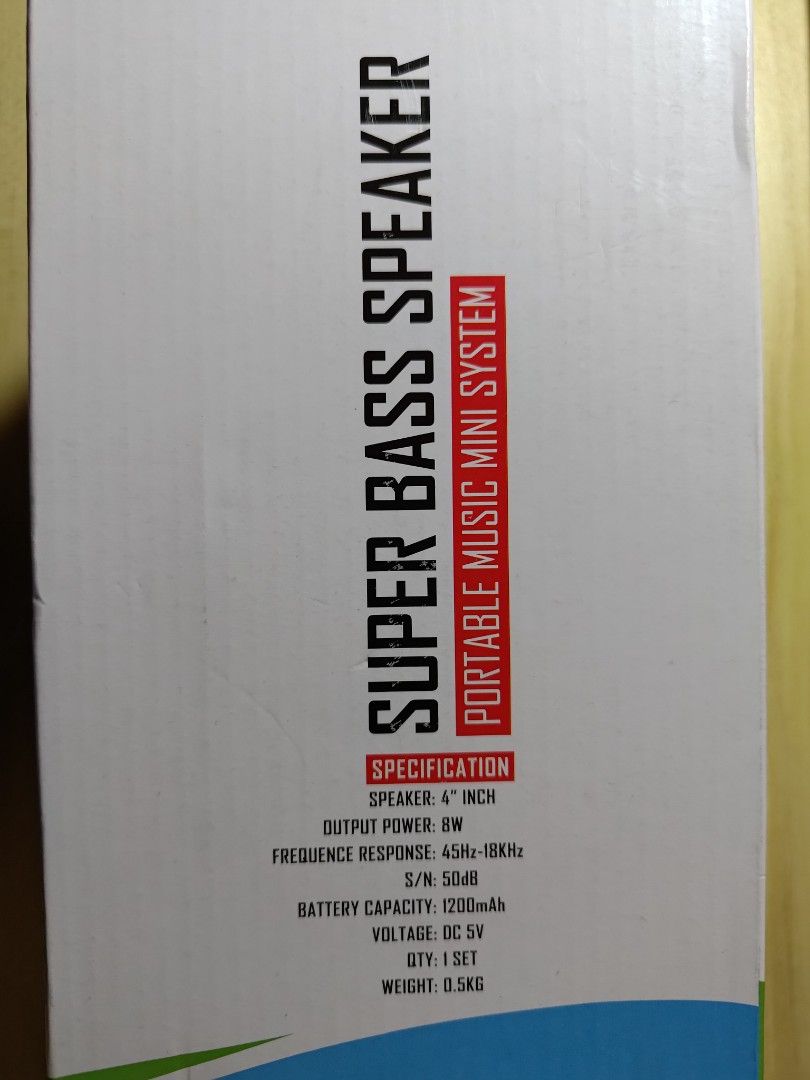 SUPER BASS SPEAKER
PORTABLE MUSIC MINI SYSTEM
SPECIFICATION
SPEAKER: 4" INCH
OUTPUT POWER: 8W
FREQUENCE RESPONSE: 45Hz-18KHz
S/N: 50dB
BATTERY CAPACITY: 1200mAh
VOLTAGE: DC 5V
QTY: 1 SET
WEIGHT: 0.5KG